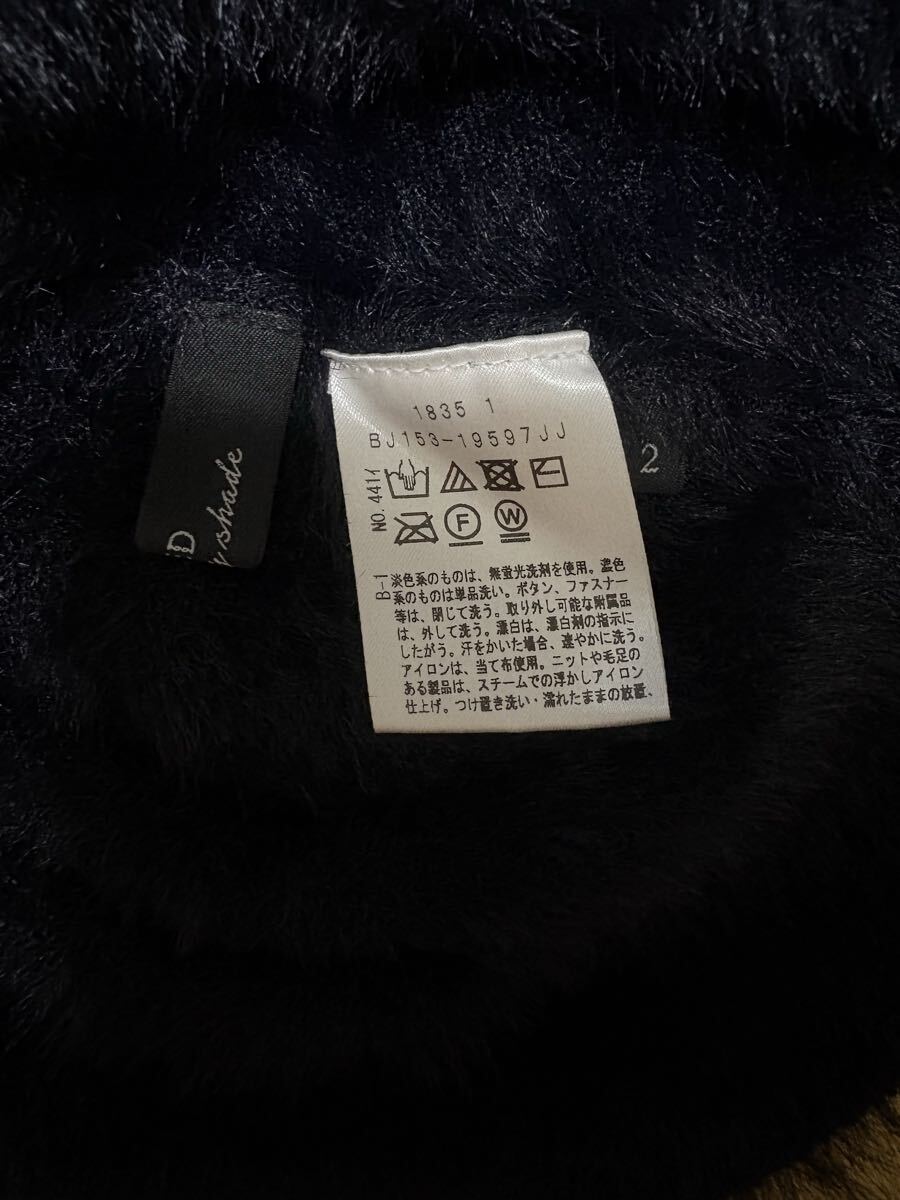 1835 1
BJ153-19597JJ
NO. 441イ
F
W
B-1
淡色系のものは、無蛍光洗剤を使用。濃色
系のものは単品洗い。ボタン、ファスナー
等は、閉じて洗う。取り外し可能な附属品
は、外して洗う。漂白は、漂白剤の指示に
したがう。汗をかいた場合、速やかに洗う。
アイロンは、当て布使用。ニットや毛足の
ある製品は、スチームでの浮かしアイロン
仕上げ。つけ置き洗い・濡れたままの放置、
2
D
shade